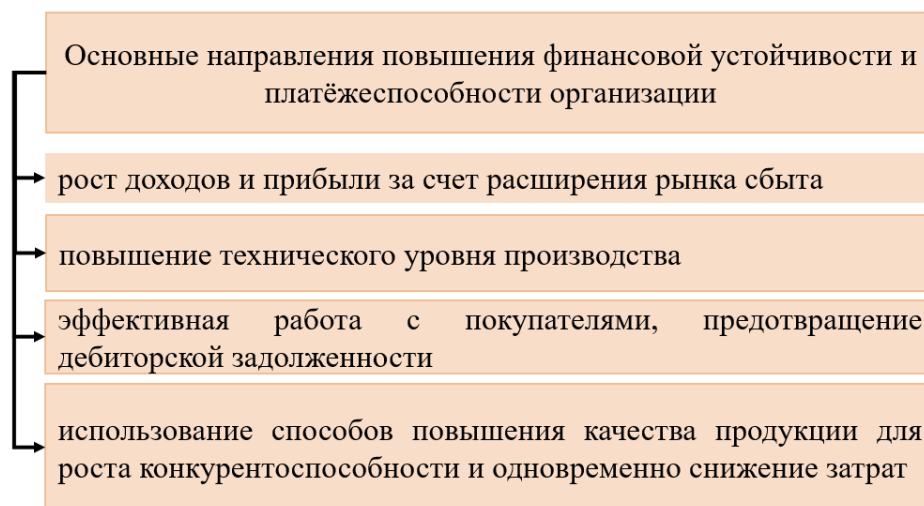 Основные направления повышения финансовой устойчивости и
платёжеспособности организации
рост доходов и прибыли за счет расширения рынка сбыта
повышение технического уровня производства
эффективная работа с покупателями, предотвращение
дебиторской задолженности
использование способов повышения качества продукции для
роста конкурентоспособности и одновременно снижение затрат